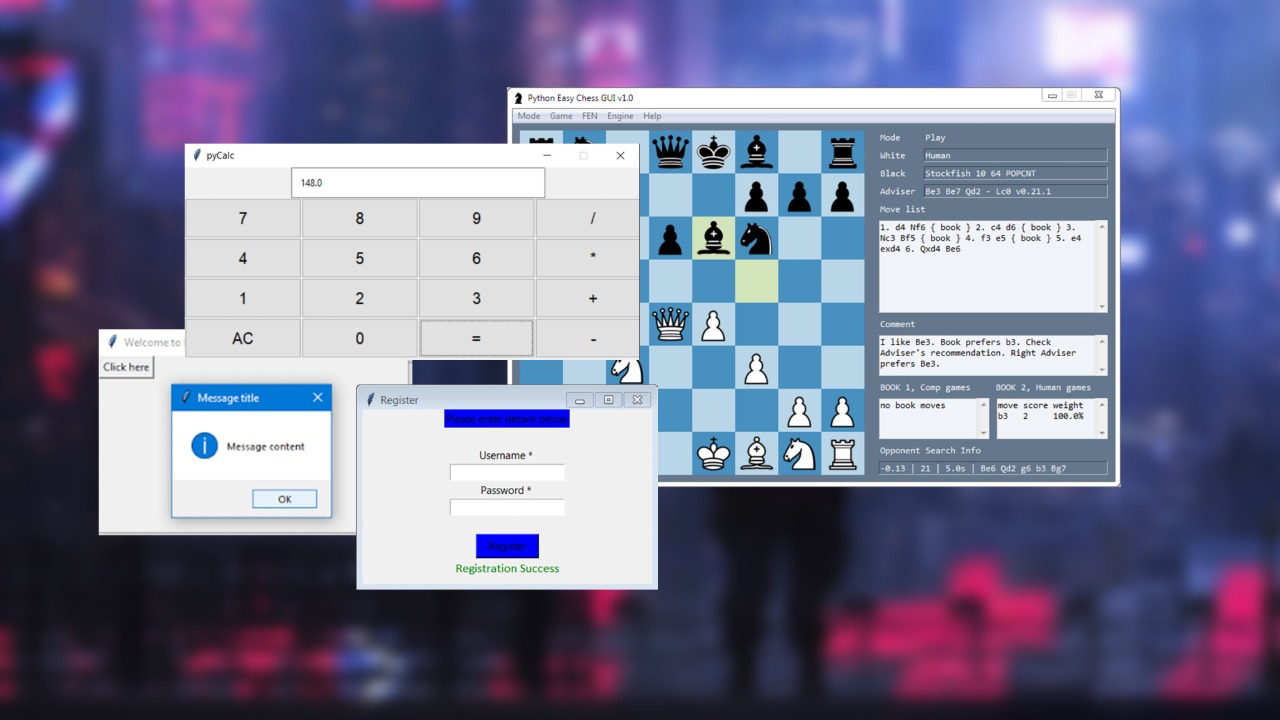 Python Easy Chess GUI v1.0
Mode Game FEN Engine Help
Mode Play
White Human
Black Stockfish 10 64 POPCNT
Adviser Be3 Be7 Qd2 - Lc0 v0.21.1
Move list
1. d4 Nf6 { book } 2. c4 d6 { book } 3.
Nc3 Bf5 { book } 4. f3 e5 { book } 5. e4
exd4 6. Qxd4 Be6
Comment
I like Be3. Book prefers b3. Check
Adviser's recommendation. Right Adviser
prefers Be3.
BOOK 1, Comp games BOOK 2, Human games
no book moves
move score weight
b3 2 100.0%
Opponent Search Info
-0.13 | 21 | 5.0s | Be6 Qd2 g6 b3 Bg7
pyCalc
148.0
7 8 9 /
4 5 6 *
1 2 3 +
AC 0 = -
Welcome to
Click here
Message title
Message content
OK
Register
Please enter details below
Username *
Password *
Register
Registration Success